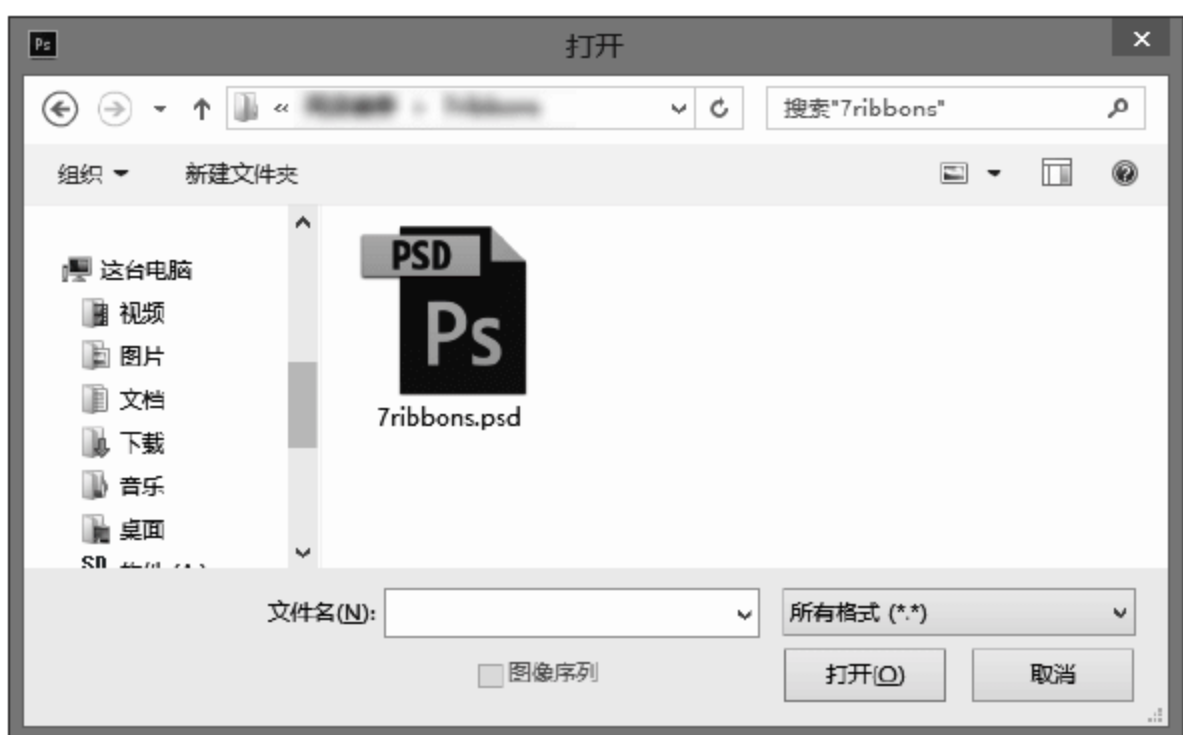 Ps
打开
«
搜索"7ribbons"
组织
新建文件夹
这台电脑
视频
图片
文档
下载
音乐
桌面
PSD
Ps
7ribbons.psd
文件名(N):
所有格式 (*.*)
图像序列
打开(O)
取消